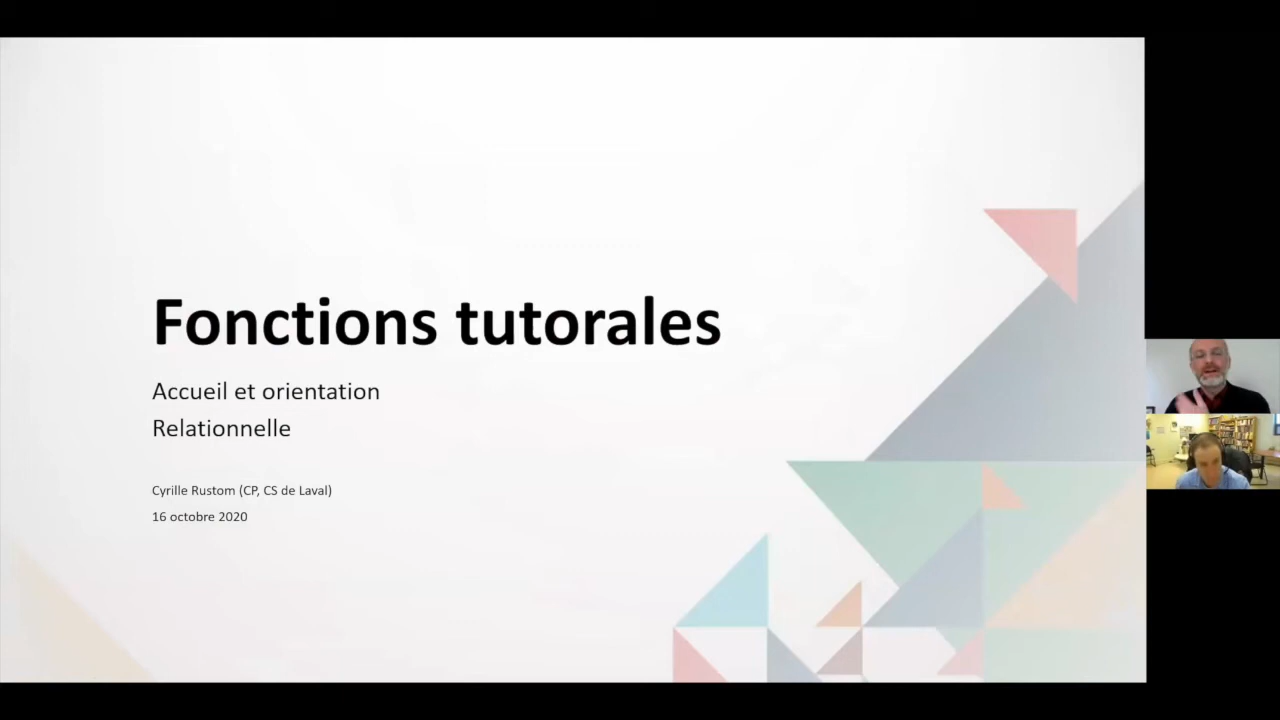 Fonctions tutorales
Accueil et orientation
Relationnelle
Cyrille Rustom (CP, CS de Laval)
16 octobre 2020